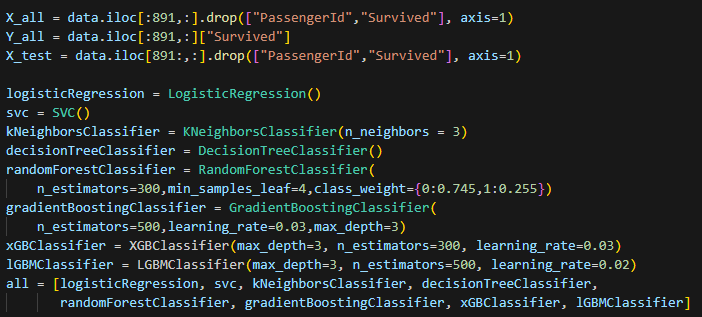 X_all = data.iloc[:891,:].drop(["PassengerId","Survived"], axis=1)
Y_all = data.iloc[:891,:]["Survived"]
X_test = data.iloc[891:,:].drop(["PassengerId","Survived"], axis=1)

logisticRegression = LogisticRegression()
svc = SVC()
kNeighborsClassifier = KNeighborsClassifier(n_neighbors = 3)
decisionTreeClassifier = DecisionTreeClassifier()
randomForestClassifier = RandomForestClassifier(
    n_estimators=300,min_samples_leaf=4,class_weight={0:0.745,1:0.255})
gradientBoostingClassifier = GradientBoostingClassifier(
    n_estimators=500,learning_rate=0.03,max_depth=3)
xGBClassifier = XGBClassifier(max_depth=3, n_estimators=300, learning_rate=0.03)
lGBMClassifier = LGBMClassifier(max_depth=3, n_estimators=500, learning_rate=0.02)
all = [logisticRegression, svc, kNeighborsClassifier, decisionTreeClassifier,
       randomForestClassifier, gradientBoostingClassifier, xGBClassifier, lGBMClassifier]